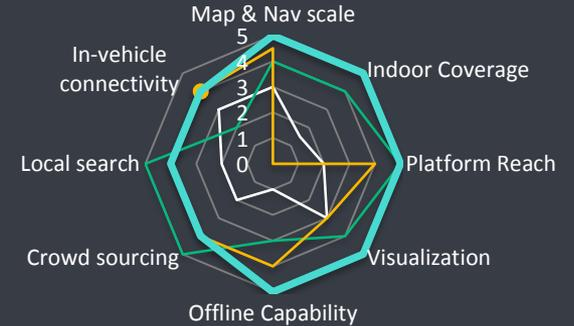 Map & Nav scale
5
4
3
2
1
0
In-vehicle
connectivity
Indoor Coverage
Local search
Platform Reach
Crowd sourcing
Visualization
Offline Capability